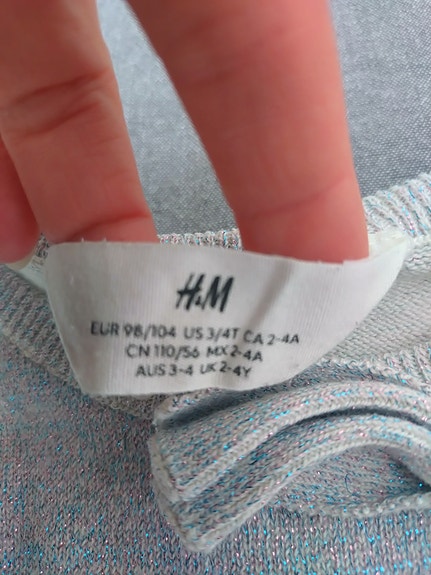 H&M
EUR 98/104 US 3/4T CA 2-4A
CN 110/56 MX 2-4A
AUS 3-4 UK 2-4Y